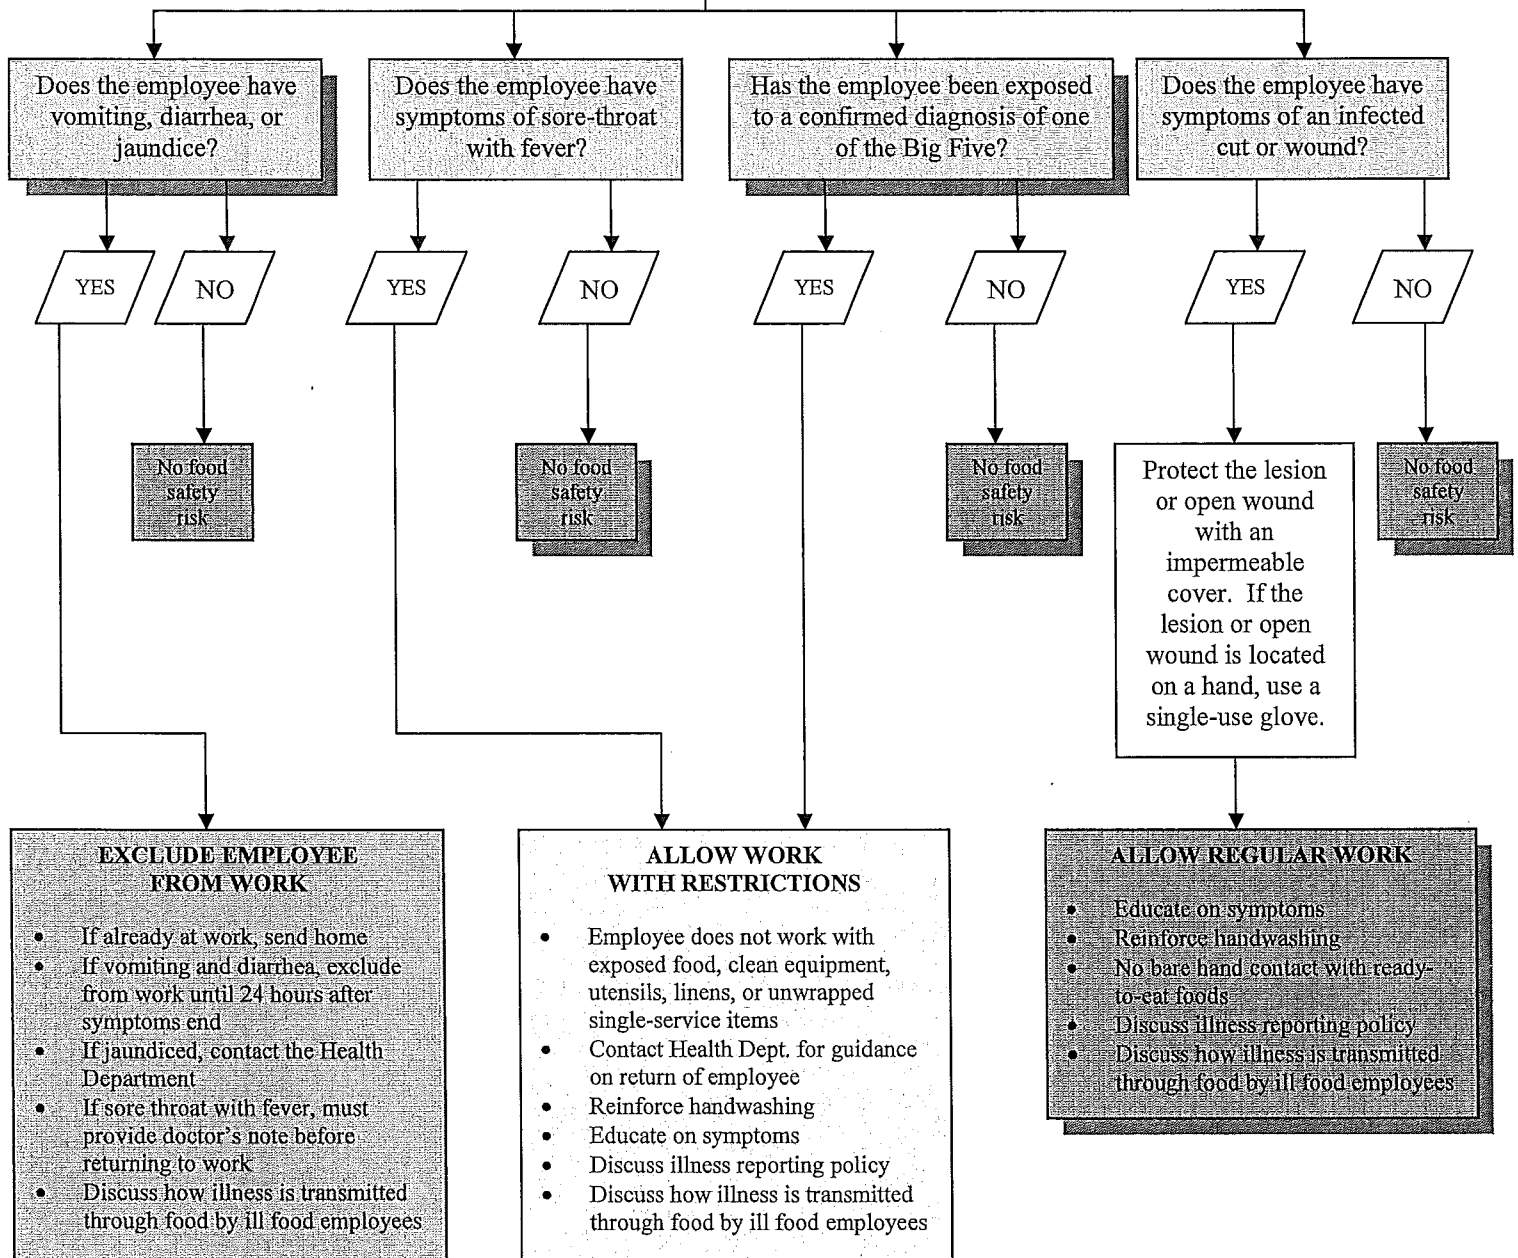 Does the employee have
vomiting, diarrhea, or
jaundice?
Does the employee have
symptoms of sore-throat
with fever?
Has the employee been exposed
to a confirmed diagnosis of one
of the Big Five?
Does the employee have
symptoms of an infected
cut or wound?
YES
NO
YES
NO
YES
NO
YES
NO
No food
safety
risk
No food
safety
risk
No food
safety
risk
Protect the lesion
or open wound
with an
impermeable
cover. If the
lesion or open
wound is located
on a hand, use a
single-use glove.
No food
safety
risk
EXCLUDE EMPLOYEE
FROM WORK
• If already at work, send home
• If vomiting and diarrhea, exclude
from work until 24 hours after
symptoms end
• If jaundiced, contact the Health
Department
• If sore throat with fever, must
provide doctor's note before
returning to work
• Discuss how illness is transmitted
through food by ill food employees
ALLOW WORK
WITH RESTRICTIONS
• Employee does not work with
exposed food, clean equipment,
utensils, linens, or unwrapped
single-service items
• Contact Health Dept. for guidance
on return of employee
• Reinforce handwashing
• Educate on symptoms
• Discuss illness reporting policy
• Discuss how illness is transmitted
through food by ill food employees
ALLOW REGULAR WORK
• Educate on symptoms
• Reinforce handwashing
• No bare hand contact with ready-
to-eat foods
• Discuss illness reporting policy
• Discuss how illness is transmitted
through food by ill food employees